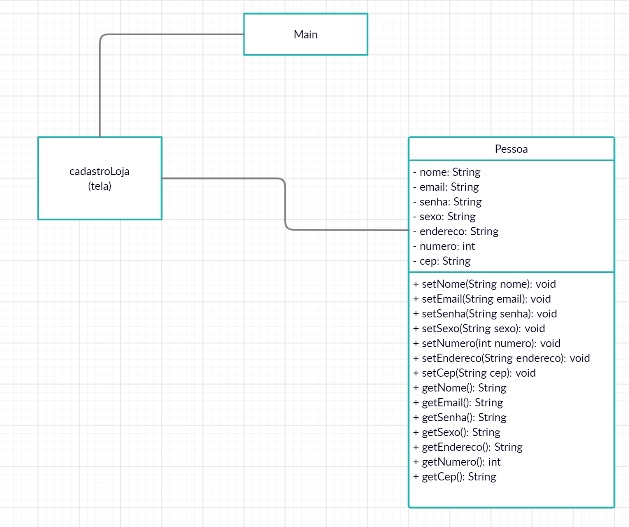 Main
cadastroLoja
(tela)
Pessoa
- nome: String
- email: String
- senha: String
- sexo: String
- endereco: String
- numero: int
- cep: String
+ setNome(String nome): void
+ setEmail(String email): void
+ setSenha(String senha): void
+ setSexo(String sexo): void
+ setNumero(int numero): void
+ setEndereco(String endereco): void
+ setCep(String cep): void
+ getNome(): String
+ getEmail(): String
+ getSenha(): String
+ getSexo(): String
+ getEndereco(): String
+ getNumero(): int
+ getCep(): String